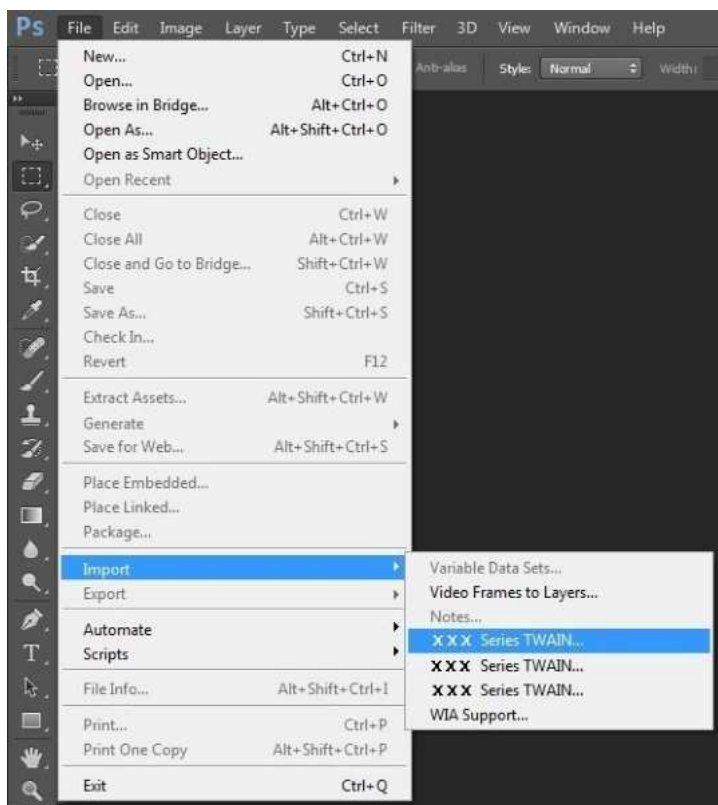 Ps File Edit Image Layer Type Select Filter 3D View Window Help
Anti-alias Style: Normal Width:
New... Ctrl+N
Open... Ctrl+O
Browse in Bridge... Alt+Ctrl+O
Open As... Alt+Shift+Ctrl+O
Open as Smart Object...
Open Recent
Close Ctrl+W
Close All Alt+Ctrl+W
Close and Go to Bridge... Shift+Ctrl+W
Save Ctrl+S
Save As... Shift+Ctrl+S
Check In...
Revert F12
Extract Assets... Alt+Shift+Ctrl+W
Generate
Save for Web... Alt+Shift+Ctrl+S
Place Embedded...
Place Linked...
Package...
Import
Export
Automate
Scripts
File Info... Alt+Shift+Ctrl+I
Print... Ctrl+P
Print One Copy Alt+Shift+Ctrl+P
Exit Ctrl+Q
Variable Data Sets...
Video Frames to Layers...
Notes...
XXX Series TWAIN...
XXX Series TWAIN...
XXX Series TWAIN...
WIA Support...